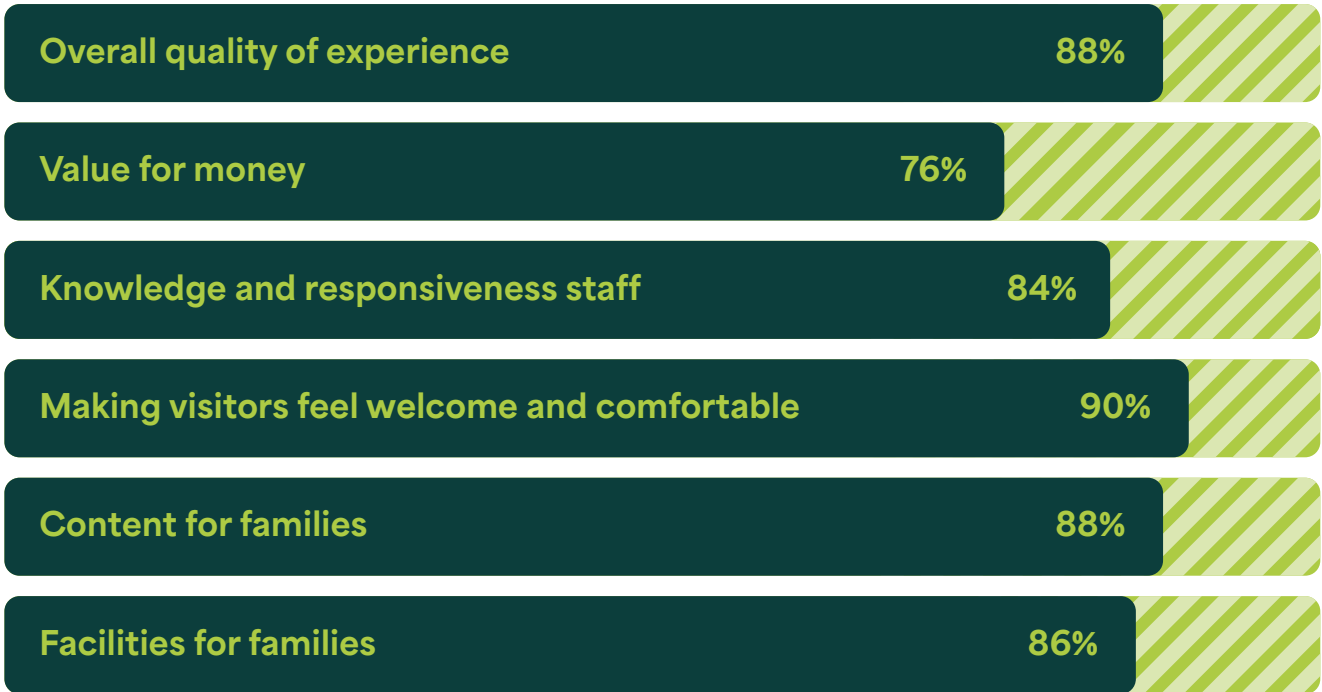 Overall quality of experience 88%
Value for money 76%
Knowledge and responsiveness staff 84%
Making visitors feel welcome and comfortable 90%
Content for families 88%
Facilities for families 86%